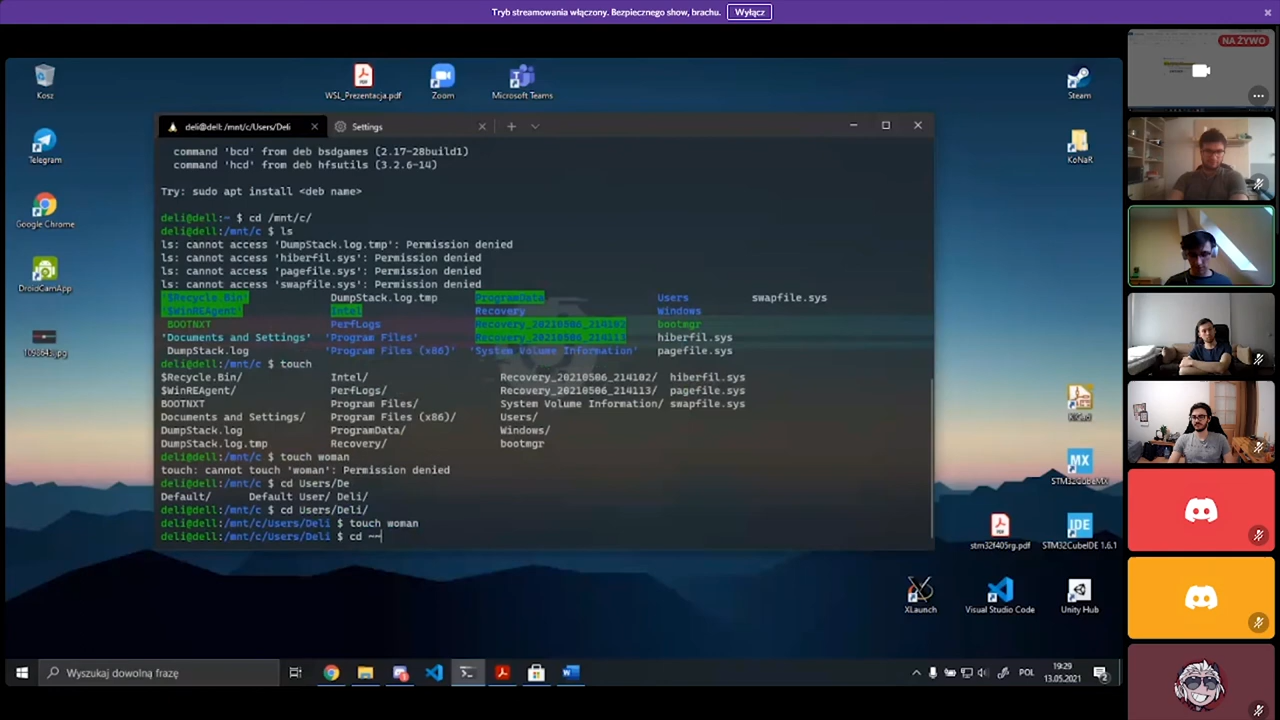 Tryb streamowania włączony. Bezpiecznego show, brachu. Wyłącz
NA ŻYWO
Kosz
WSL_Prezentacja.pdf
Zoom
Microsoft Teams
Steam
Telegram
KoNaR
Google Chrome
DroidCamApp
deli@dell: /mnt/c/Users/Deli
Settings
command 'bcd' from deb bsdgames (2.17-28build1)
command 'hcd' from deb hfsutils (3.2.6-14)
Try: sudo apt install <deb name>
deli@dell:~ $ cd /mnt/c/
deli@dell:/mnt/c $ ls
ls: cannot access 'DumpStack.log.tmp': Permission denied
ls: cannot access 'hiberfil.sys': Permission denied
ls: cannot access 'pagefile.sys': Permission denied
ls: cannot access 'swapfile.sys': Permission denied
'$Recycle.Bin' DumpStack.log.tmp ProgramData Users swapfile.sys
'$WinREAgent' Intel Recovery Windows
BOOTNXT PerfLogs Recovery_20210506_214102 bootmgr
'Documents and Settings' 'Program Files' Recovery_20210506_214113 hiberfil.sys
DumpStack.log 'Program Files (x86)' 'System Volume Information' pagefile.sys
deli@dell:/mnt/c $ touch
$Recycle.Bin/ Intel/ Recovery_20210506_214102/ hiberfil.sys
$WinREAgent/ PerfLogs/ Recovery_20210506_214113/ pagefile.sys
BOOTNXT Program Files/ System Volume Information/ swapfile.sys
Documents and Settings/ Program Files (x86)/ Users/
DumpStack.log ProgramData/ Windows/
DumpStack.log.tmp Recovery/ bootmgr
deli@dell:/mnt/c $ touch woman
touch: cannot touch 'woman': Permission denied
deli@dell:/mnt/c $ cd Users/De
Default/ Default User/ Deli/
deli@dell:/mnt/c $ cd Users/Deli/
deli@dell:/mnt/c/Users/Deli $ touch woman
deli@dell:/mnt/c/Users/Deli $ cd ~~
MX
STM32CubeMX
IDE
stm32f405rg.pdf
STM32CubeIDE 1.6.1
XLaunch
Visual Studio Code
Unity Hub
Wyszukaj dowolną frazę
POL
19:29
13.05.2021